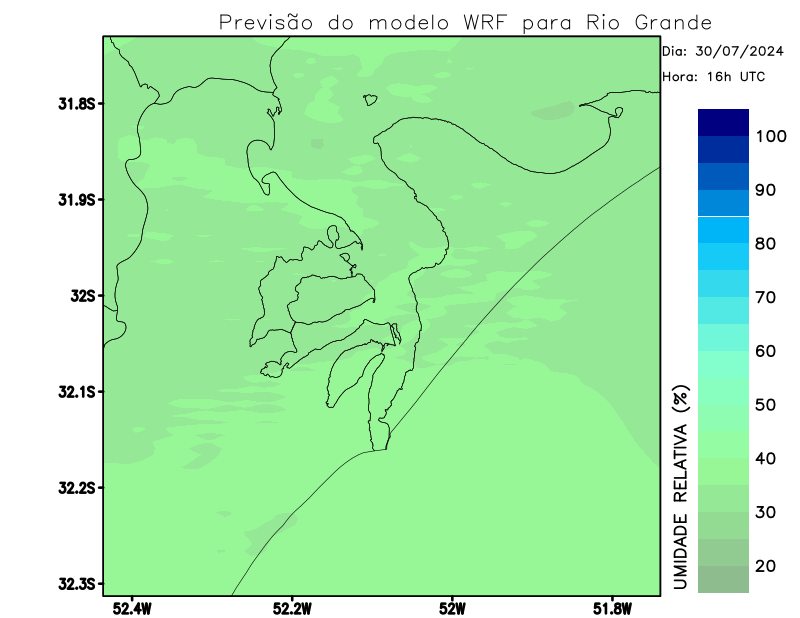 Previsão do modelo WRF para Rio Grande
Dia: 30/07/2024
Hora: 16h UTC
31.8S
31.9S
32S
32.1S
32.2S
32.3S
52.4W
52.2W
52W
51.8W
UMIDADE RELATIVA (%)
100
90
80
70
60
50
40
30
20